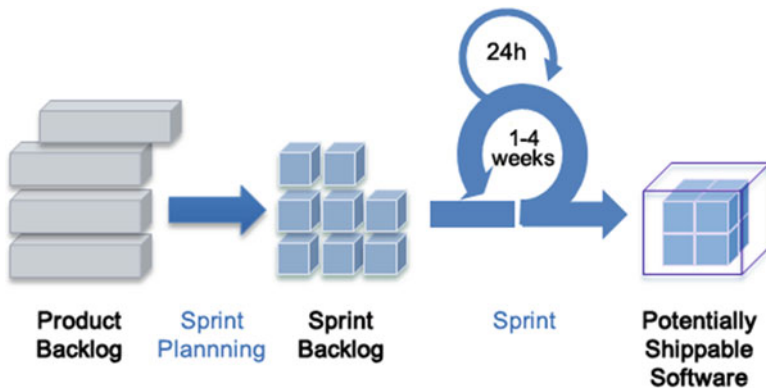 24h
1-4
weeks
Product
Backlog
Sprint
Plannning
Sprint
Backlog
Sprint
Potentially
Shippable
Software